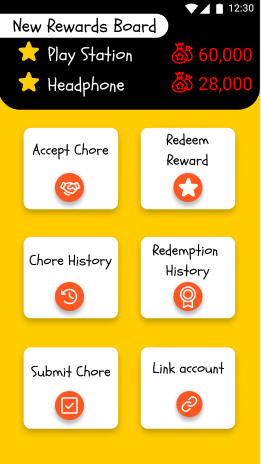 12:30
New Rewards Board
Play Station 60,000
Headphone 28,000
Accept Chore
Redeem
Reward
Chore History
Redemption
History
Submit Chore
Link account